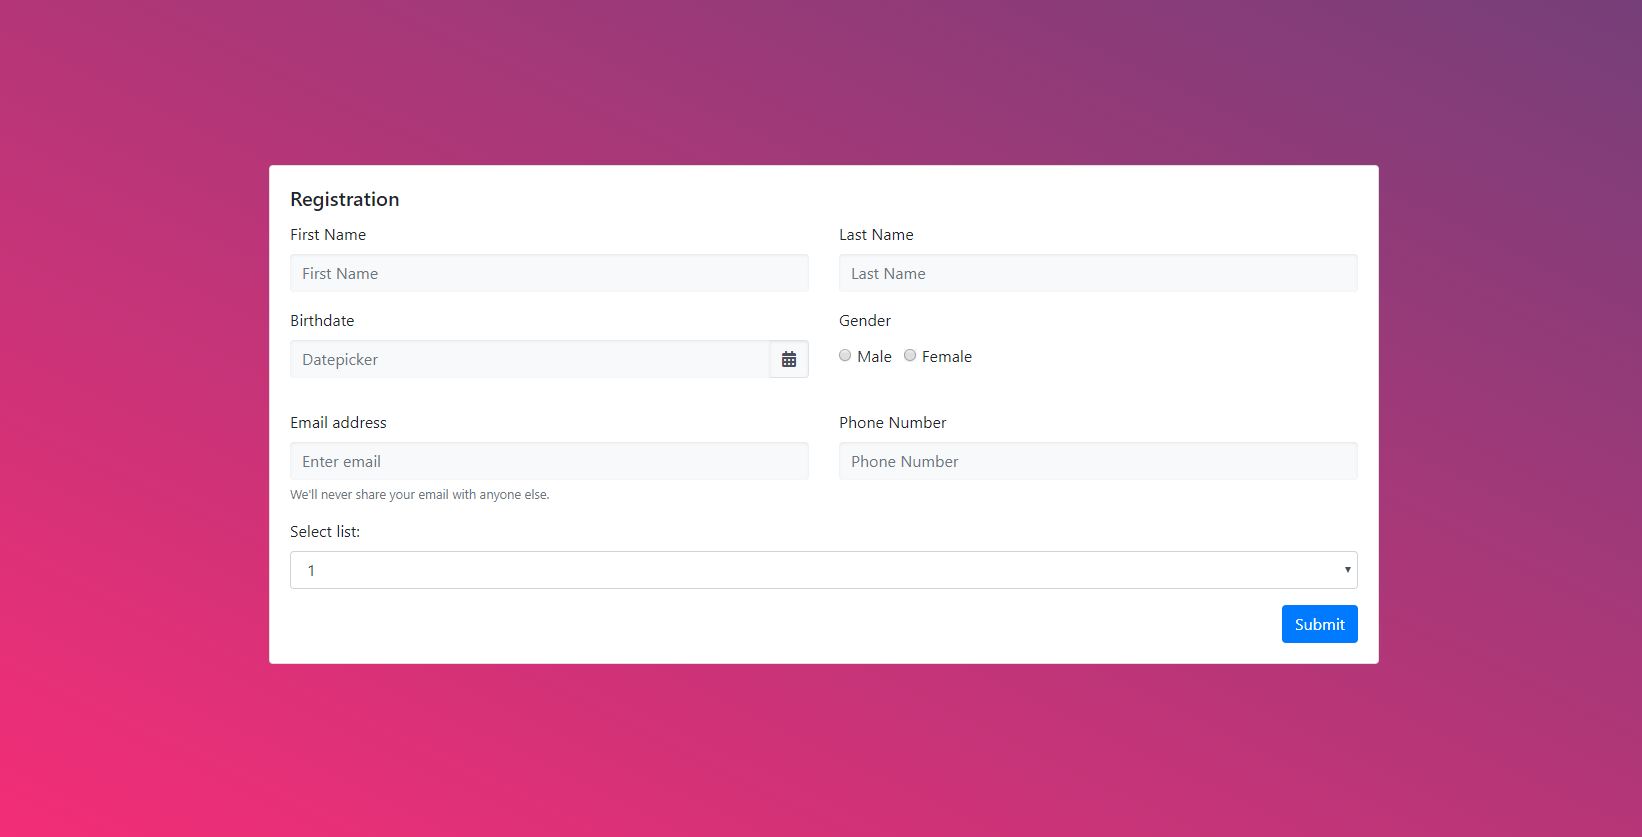 Registration
First Name Last Name
First Name Last Name
Birthdate Gender
Datepicker Male Female
Email address Phone Number
Enter email Phone Number
We'll never share your email with anyone else.
Select list:
1
Submit